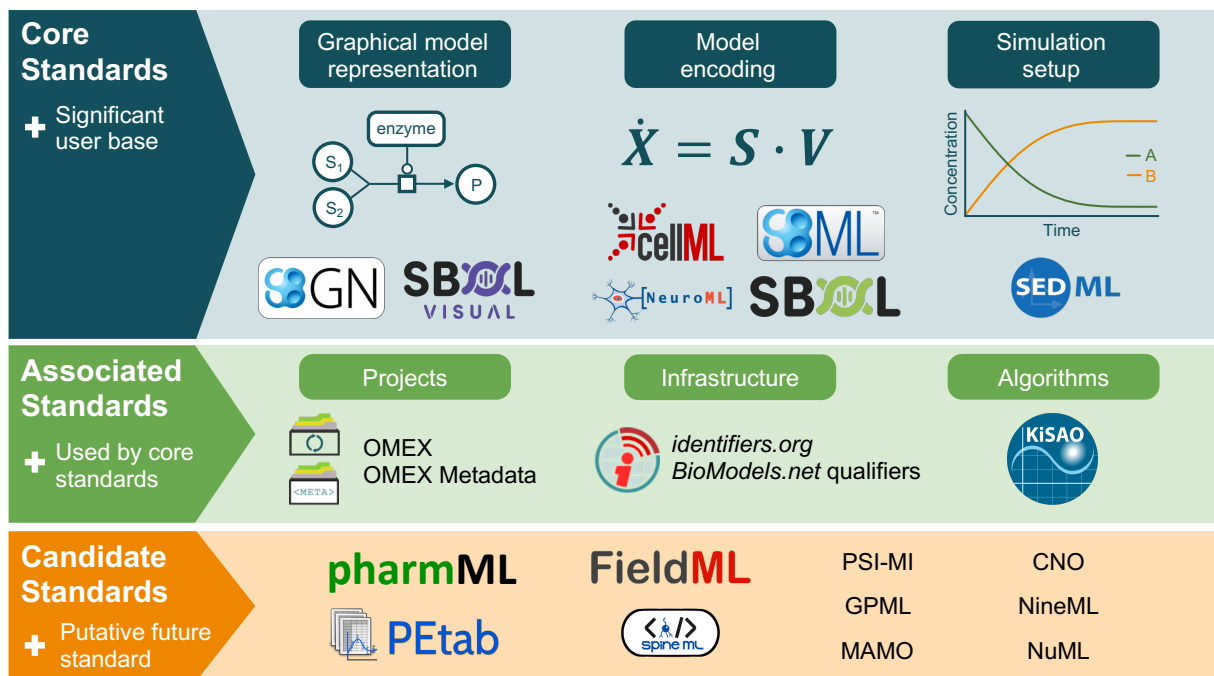 Core
Standards
+ Significant
user base
Graphical model
representation
enzyme
S1
S2
P
GN
SBOL
VISUAL
Model
encoding
Ẋ = S · V
cellML
SBML
[NeuroML]
SBOL
Simulation
setup
Concentration
A
B
Time
SED ML
Associated
Standards
+ Used by core
standards
Projects
OMEX
<META>
OMEX Metadata
Infrastructure
identifiers.org
BioModels.net qualifiers
Algorithms
KiSAO
Candidate
Standards
+ Putative future
standard
pharmML
FieldML
PEtab
</>
spine ml
PSI-MI
CNO
GPML
NineML
MAMO
NuML